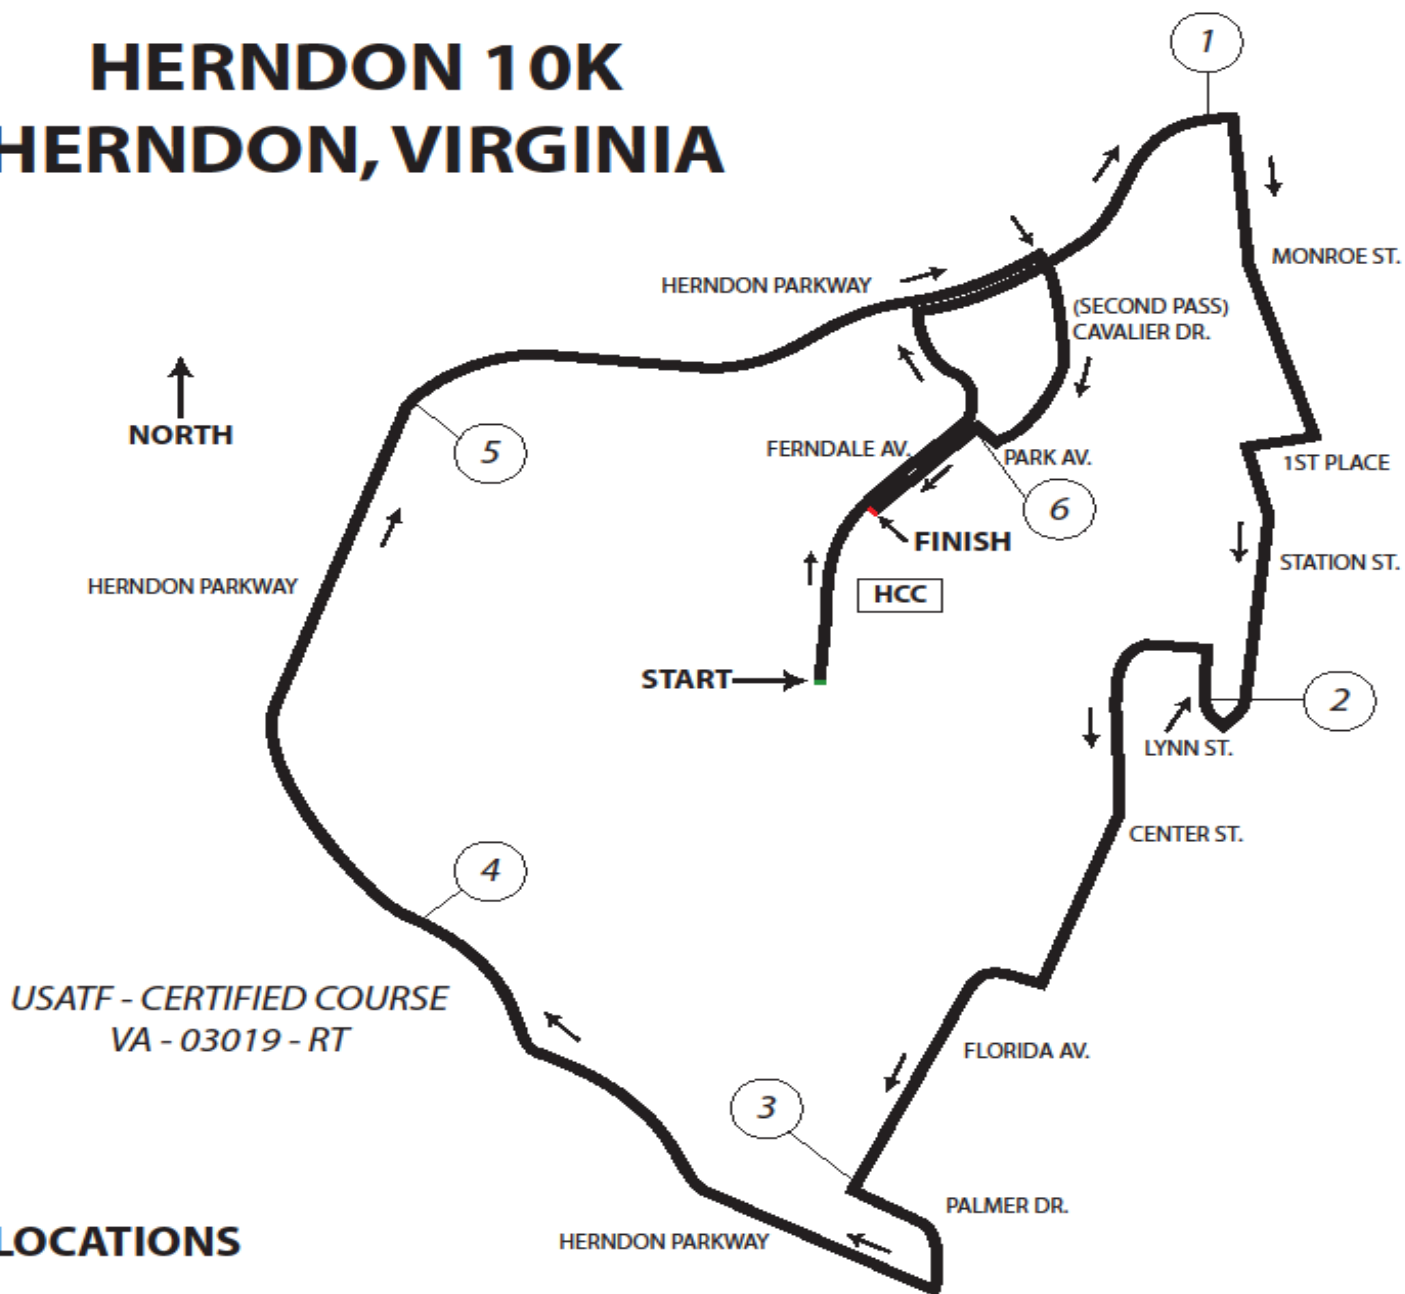 HERNDON 10K
HERNDON, VIRGINIA
1
MONROE ST.
HERNDON PARKWAY
(SECOND PASS)
CAVALIER DR.
NORTH
5
FERNDALE AV.
PARK AV.
1ST PLACE
6
FINISH
STATION ST.
HERNDON PARKWAY
HCC
START
2
LYNN ST.
CENTER ST.
4
USATF - CERTIFIED COURSE
VA - 03019 - RT
FLORIDA AV.
3
PALMER DR.
LOCATIONS
HERNDON PARKWAY